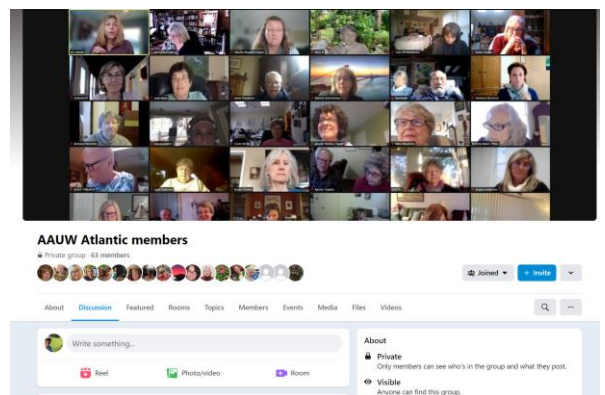 AAUW Atlantic members
Private group · 63 members
Joined
+ Invite
About Discussion Featured Rooms Topics Members Events Media Files Videos
Write something...
Reel Photo/video Room
About
Private
Only members can see who's in the group and what they post.
Visible
Anyone can find this group.